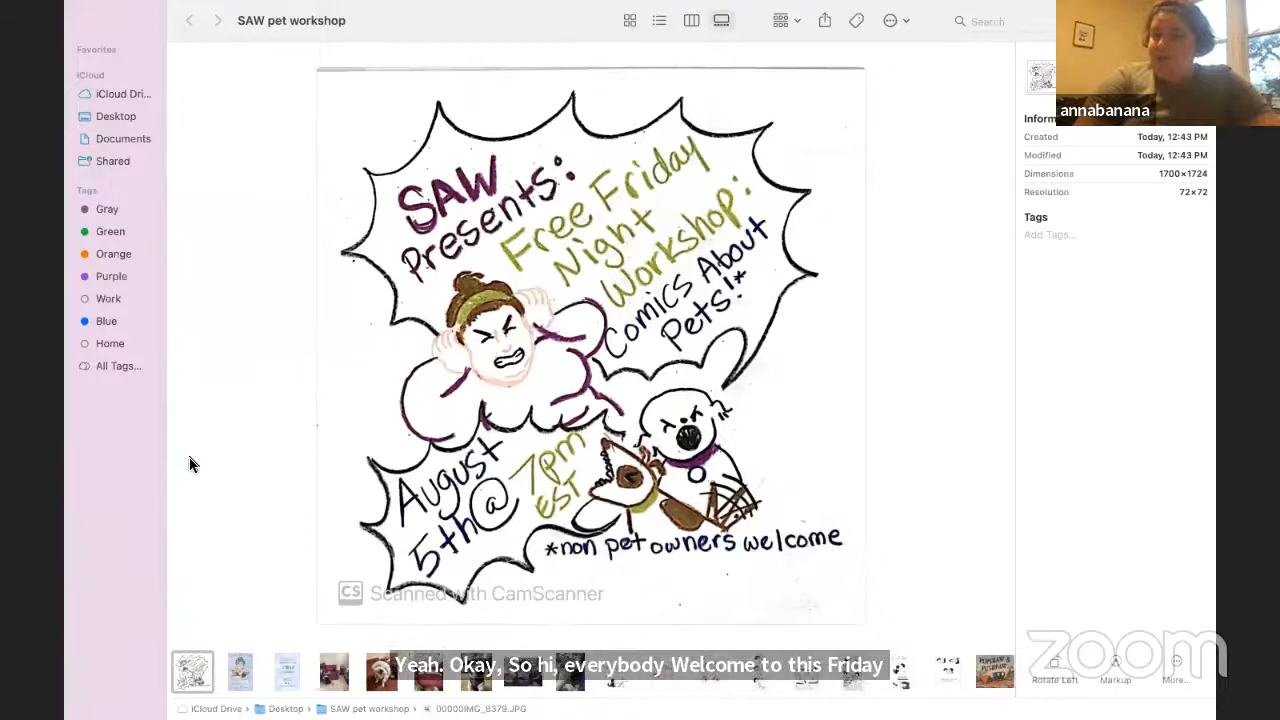 SAW pet workshop
Search
annabanana
Favorites
iCloud
iCloud Dri...
Desktop
Documents
Shared
Tags
Gray
Green
Orange
Purple
Work
Blue
Home
All Tags...
SAW
Presents:
Free Friday
Night
Workshop:
Comics About
Pets!*
August
5th@
7pm
EST
*non pet owners welcome
CS Scanned with CamScanner
Created Today, 12:43 PM
Modified Today, 12:43 PM
Dimensions 1700×1724
Resolution 72×72
Tags
Add Tags...
Yeah. Okay, So hi, everybody Welcome to this Friday
zoom
Rotate Left
Markup
More...
iCloud Drive › Desktop › SAW pet workshop › 00000IMG_8379.JPG